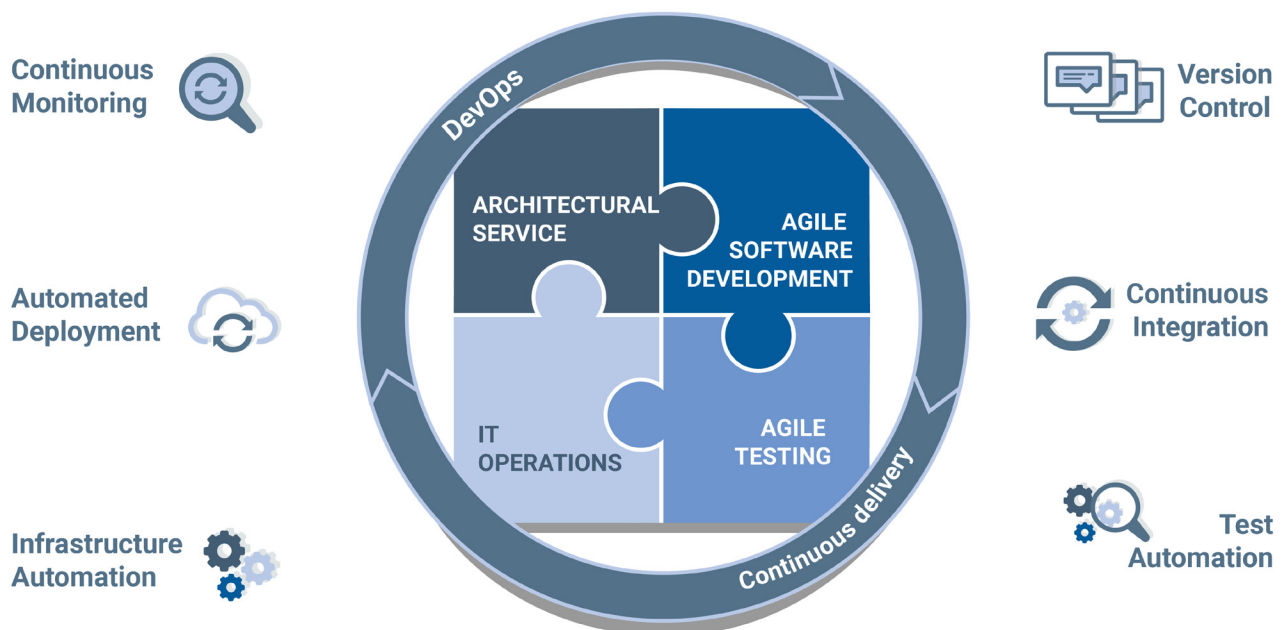 Continuous
Monitoring
Automated
Deployment
Infrastructure
Automation
DevOps
ARCHITECTURAL
SERVICE
AGILE
SOFTWARE
DEVELOPMENT
IT
OPERATIONS
AGILE
TESTING
Continuous delivery
Version
Control
Continuous
Integration
Test
Automation